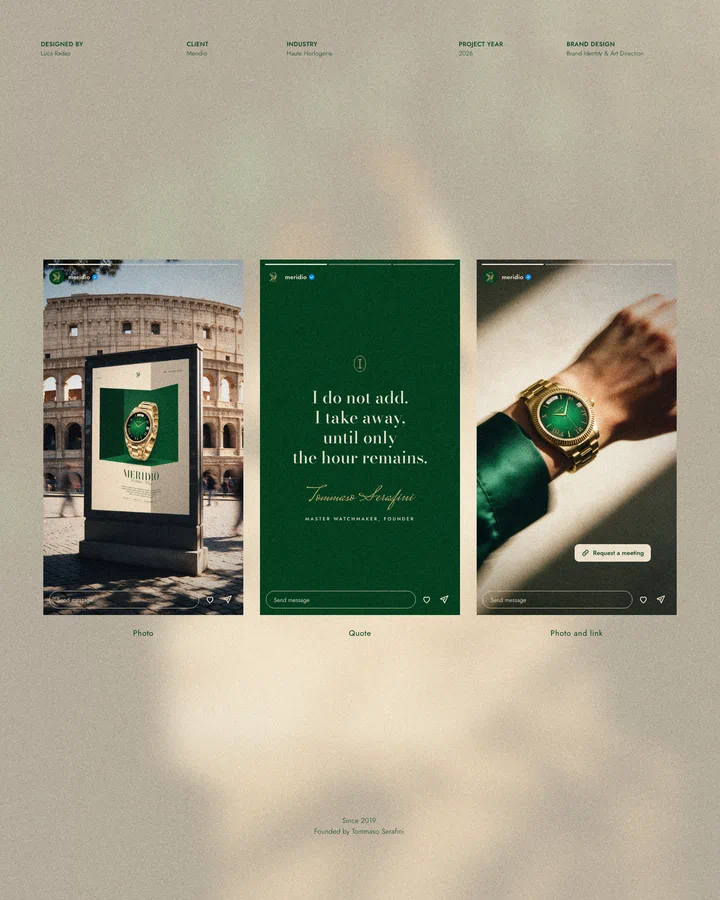 DESIGNED BY
Luca Radez
CLIENT
Meridio
INDUSTRY
Haute Horlogerie
PROJECT YEAR
2026
BRAND DESIGN
Brand Identity & Art Direction
meridio
MERIDIO
Send message
Photo
meridio
I
I do not add.
I take away,
until only
the hour remains.
Tommaso Serafini
MASTER WATCHMAKER, FOUNDER
Send message
Quote
meridio
Request a meeting
Send message
Photo and link
Since 2019
Founded by Tommaso Serafini